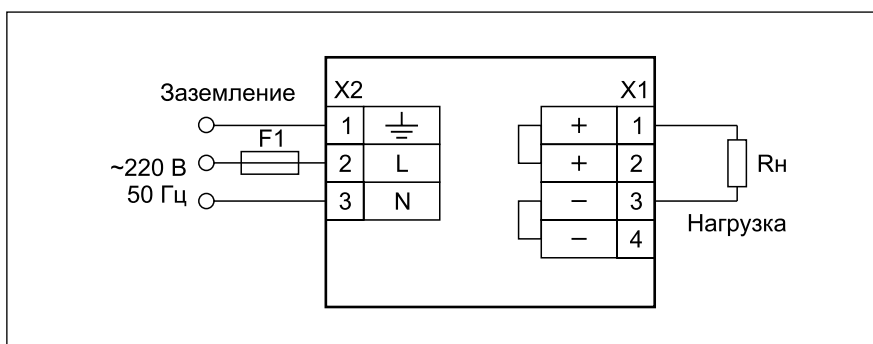 Заземление
F1
~220 В
50 Гц
X2
1
2 L
3 N
X1
+ 1
+ 2
− 3
− 4
Rн
Нагрузка